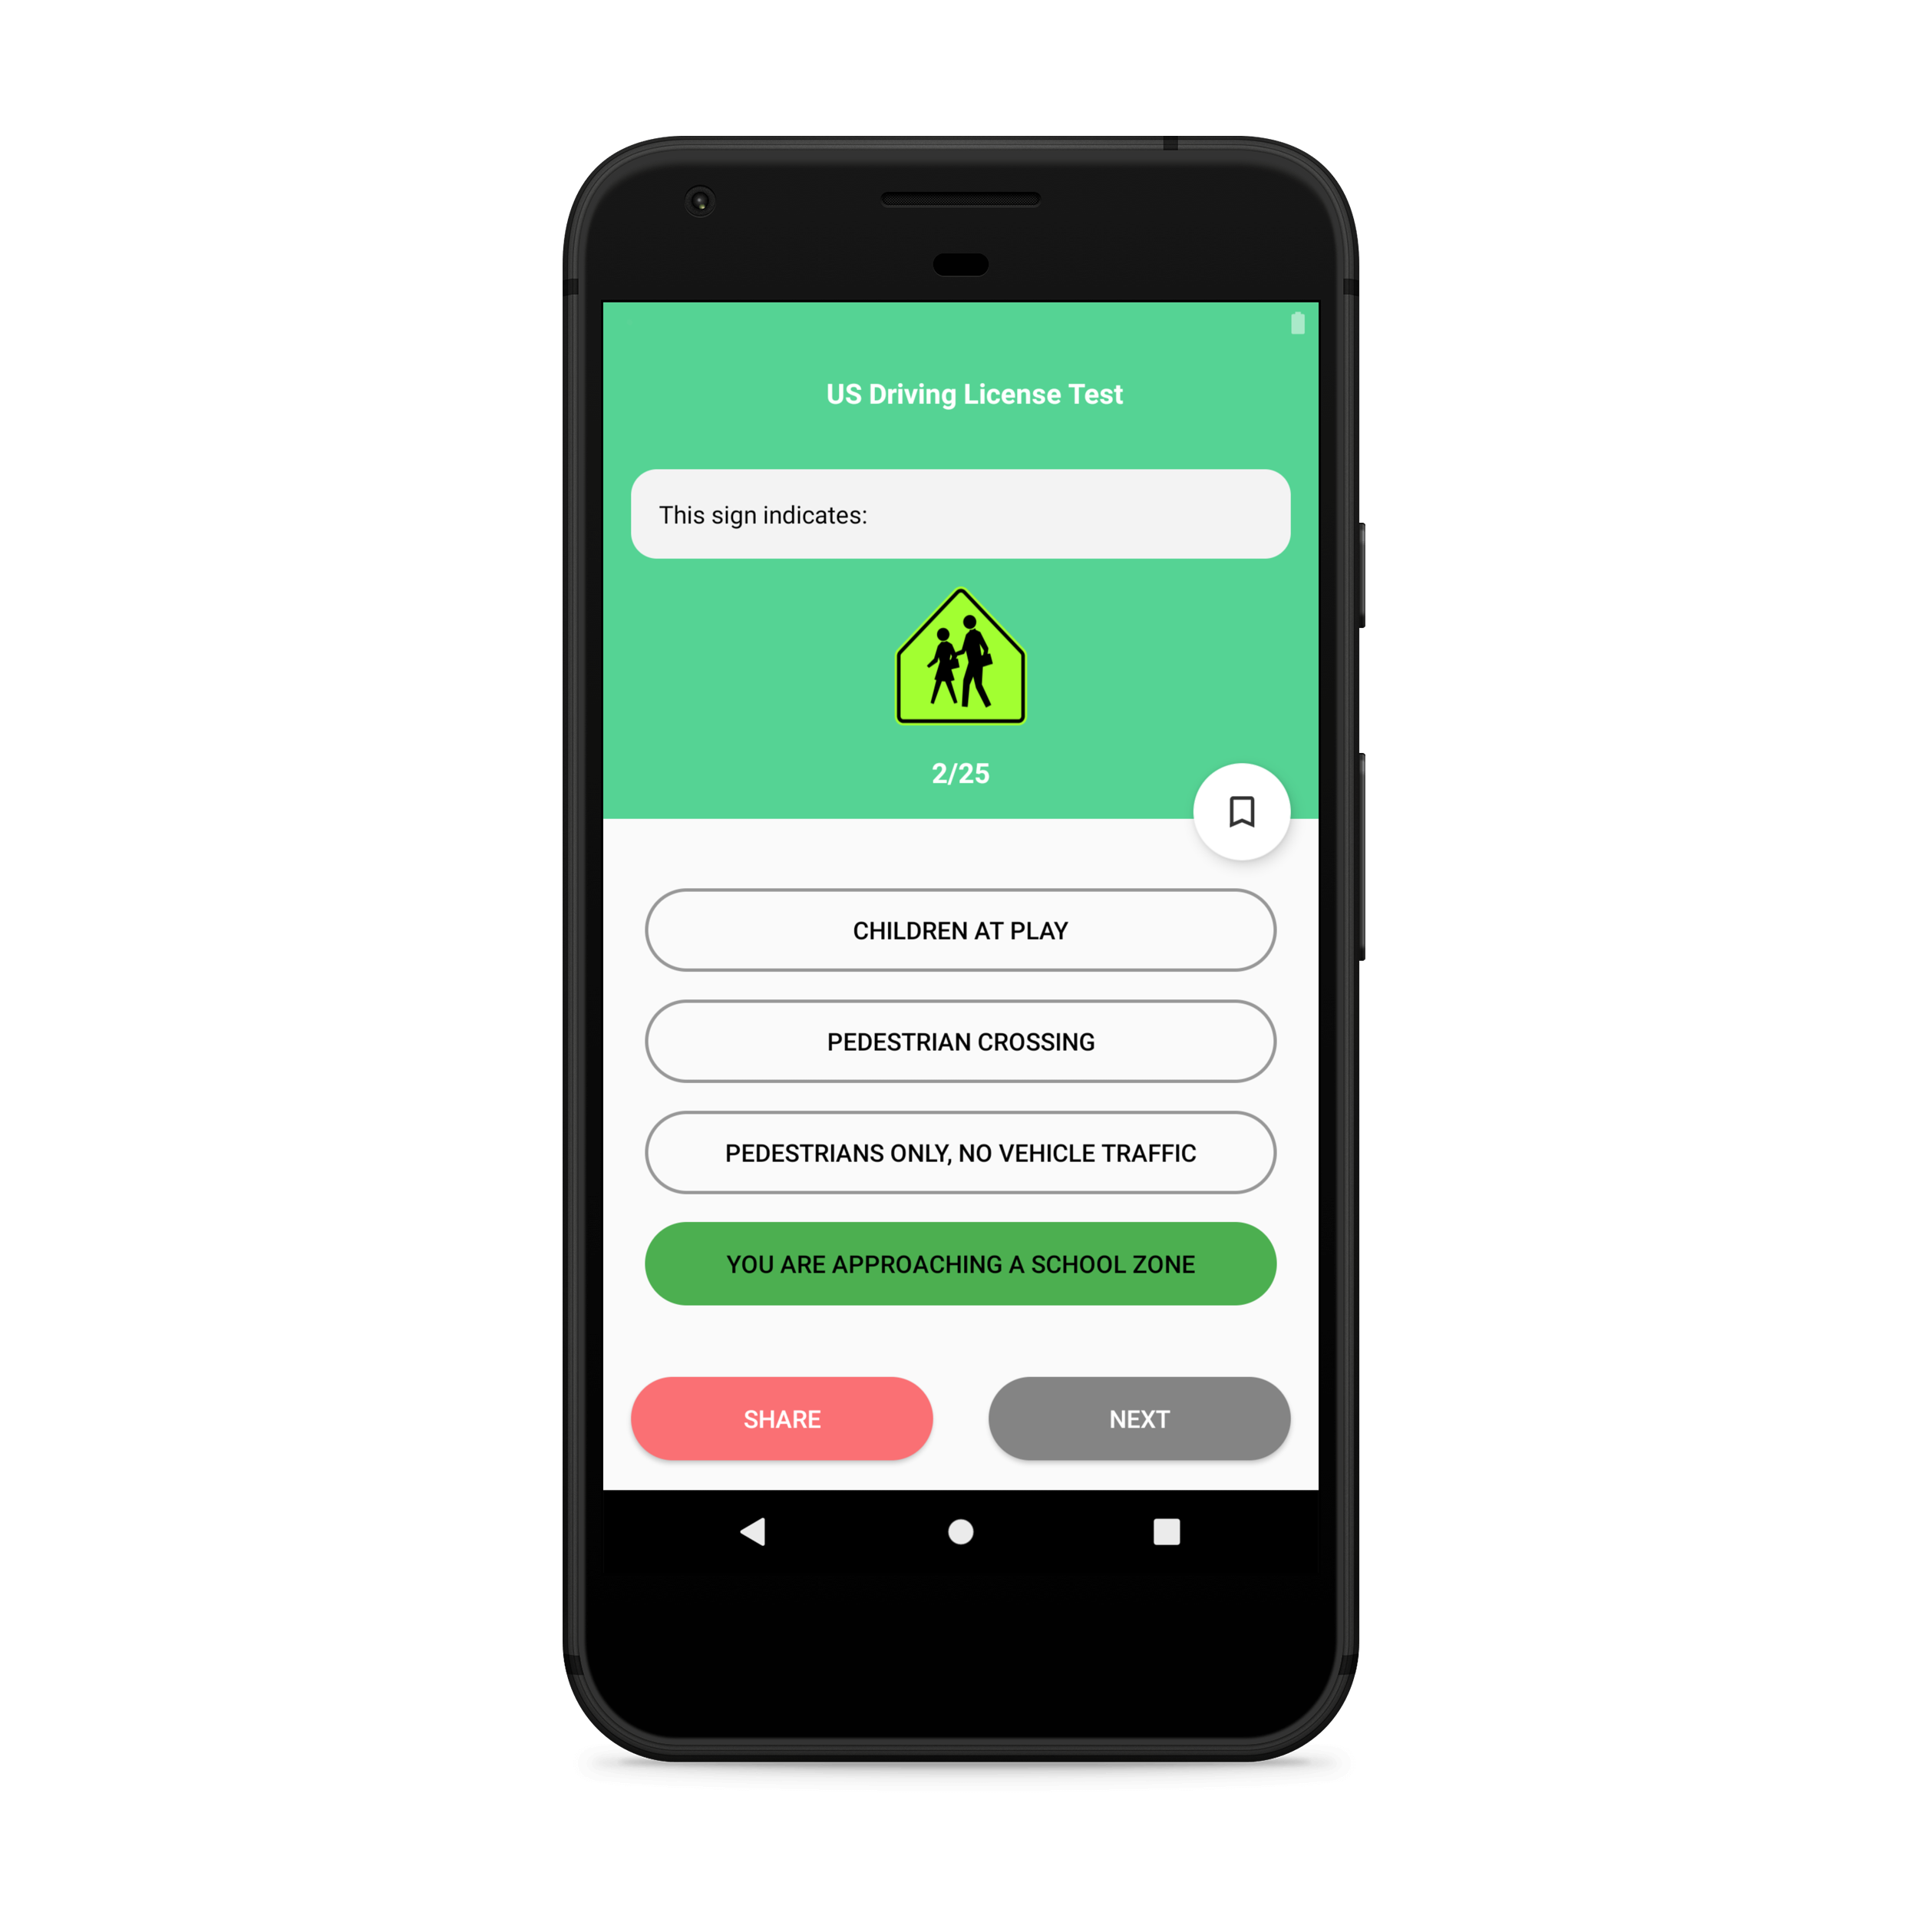 US Driving License Test
This sign indicates:
2/25
CHILDREN AT PLAY
PEDESTRIAN CROSSING
PEDESTRIANS ONLY, NO VEHICLE TRAFFIC
YOU ARE APPROACHING A SCHOOL ZONE
SHARE
NEXT